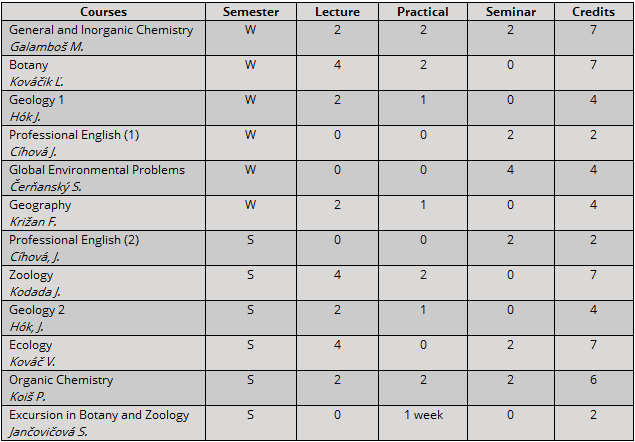 Courses Semester Lecture Practical Seminar Credits
General and Inorganic Chemistry W 2 2 2 7
Galamboš M.
Botany W 4 2 0 7
Kováčik Ľ.
Geology 1 W 2 1 0 4
Hók J.
Professional English (1) W 0 0 2 2
Cíhová J.
Global Environmental Problems W 0 0 4 4
Čerňanský S.
Geography W 2 1 0 4
Križan F.
Professional English (2) S 0 0 2 2
Cíhová, J.
Zoology S 4 2 0 7
Kodada J.
Geology 2 S 2 1 0 4
Hók, J.
Ecology S 4 0 2 7
Kováč V.
Organic Chemistry S 2 2 2 6
Koiš P.
Excursion in Botany and Zoology S 0 1 week 0 2
Jančovičová S.